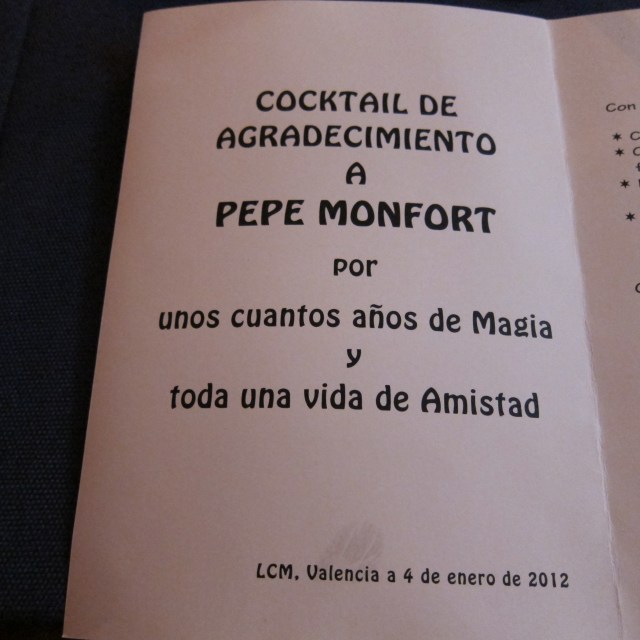 COCKTAIL DE
AGRADECIMIENTO
A
PEPE MONFORT
por
unos cuantos años de Magia
y
toda una vida de Amistad
LCM, Valencia a 4 de enero de 2012
Con